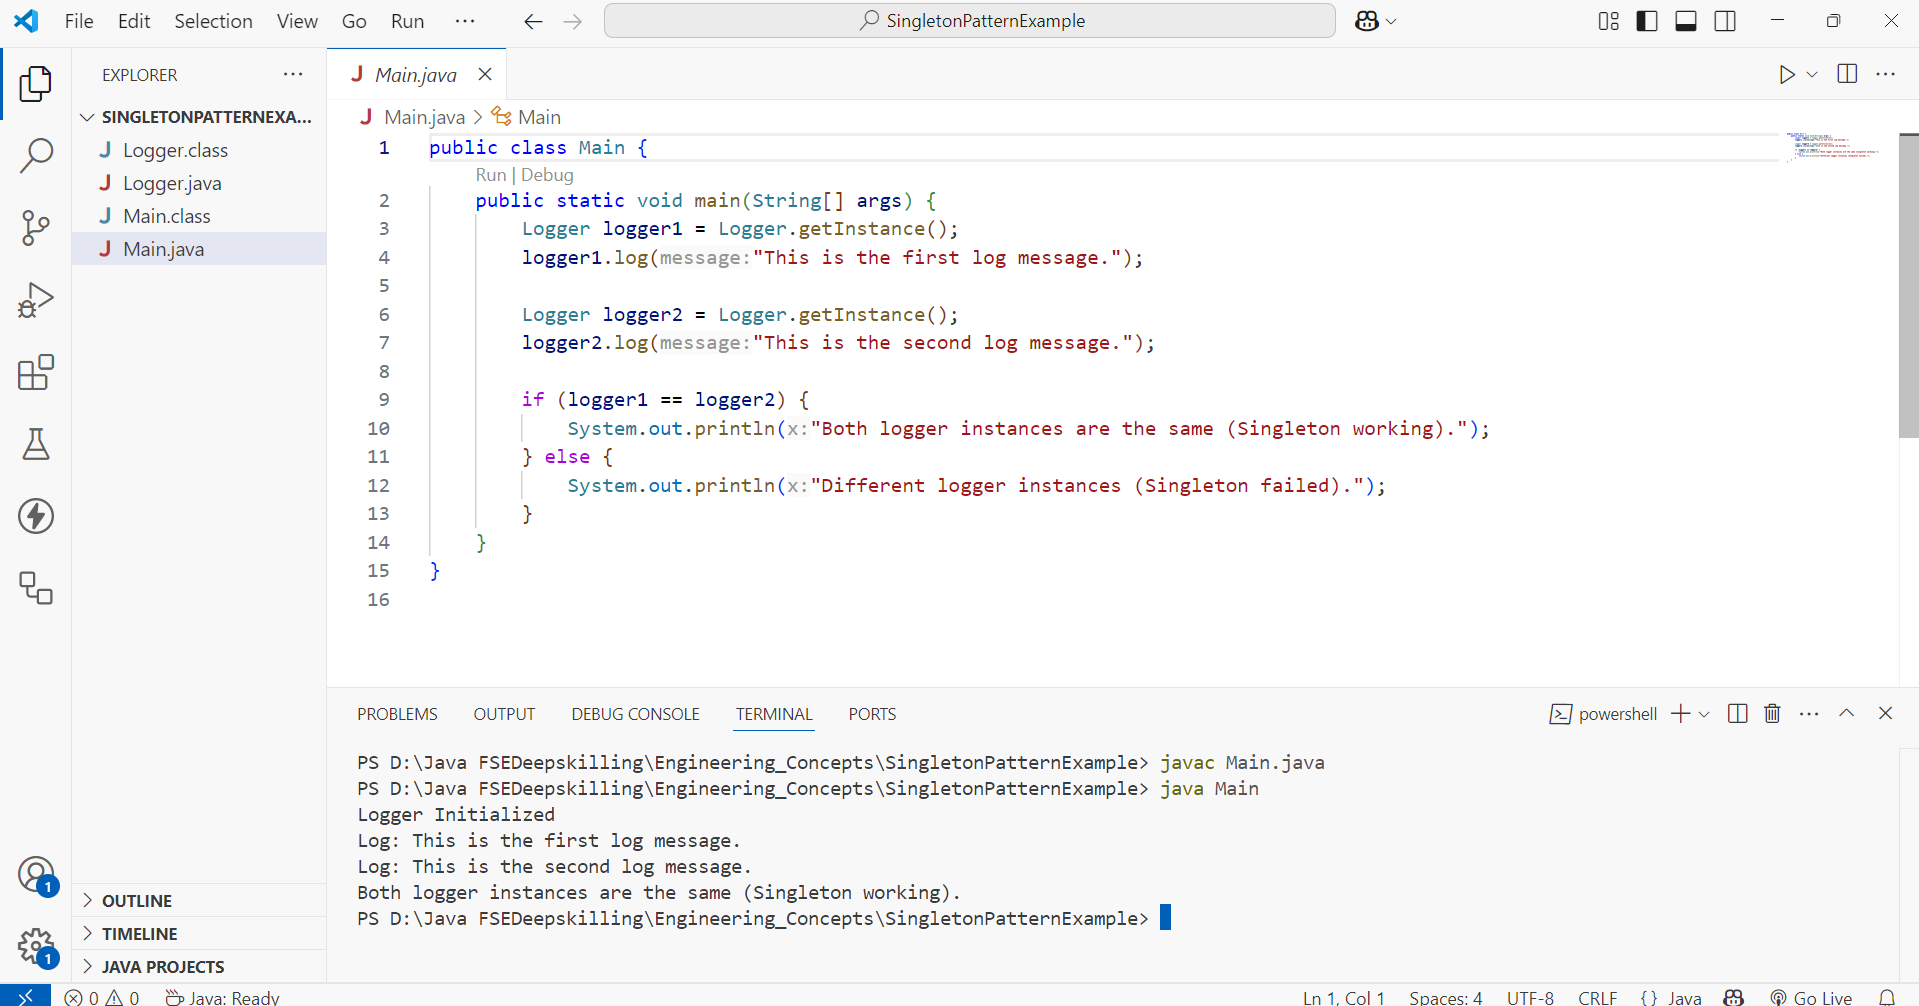 File Edit Selection View Go Run ···
SingletonPatternExample
EXPLORER ···
SINGLETONPATTERNEXA...
J Logger.class
J Logger.java
J Main.class
J Main.java
OUTLINE
TIMELINE
JAVA PROJECTS
1
1
J Main.java
J Main.java > Main
1 public class Main {
Run | Debug
2 public static void main(String[] args) {
3 Logger logger1 = Logger.getInstance();
4 logger1.log(message:"This is the first log message.");
5
6 Logger logger2 = Logger.getInstance();
7 logger2.log(message:"This is the second log message.");
8
9 if (logger1 == logger2) {
10 System.out.println(x:"Both logger instances are the same (Singleton working).");
11 } else {
12 System.out.println(x:"Different logger instances (Singleton failed).");
13 }
14 }
15 }
16
PROBLEMS OUTPUT DEBUG CONSOLE TERMINAL PORTS powershell ···
PS D:\Java FSEDeepskilling\Engineering_Concepts\SingletonPatternExample> javac Main.java
PS D:\Java FSEDeepskilling\Engineering_Concepts\SingletonPatternExample> java Main
Logger Initialized
Log: This is the first log message.
Log: This is the second log message.
Both logger instances are the same (Singleton working).
PS D:\Java FSEDeepskilling\Engineering_Concepts\SingletonPatternExample>
0 0 Java: Ready Ln 1, Col 1 Spaces: 4 UTF-8 CRLF {} Java Go Live